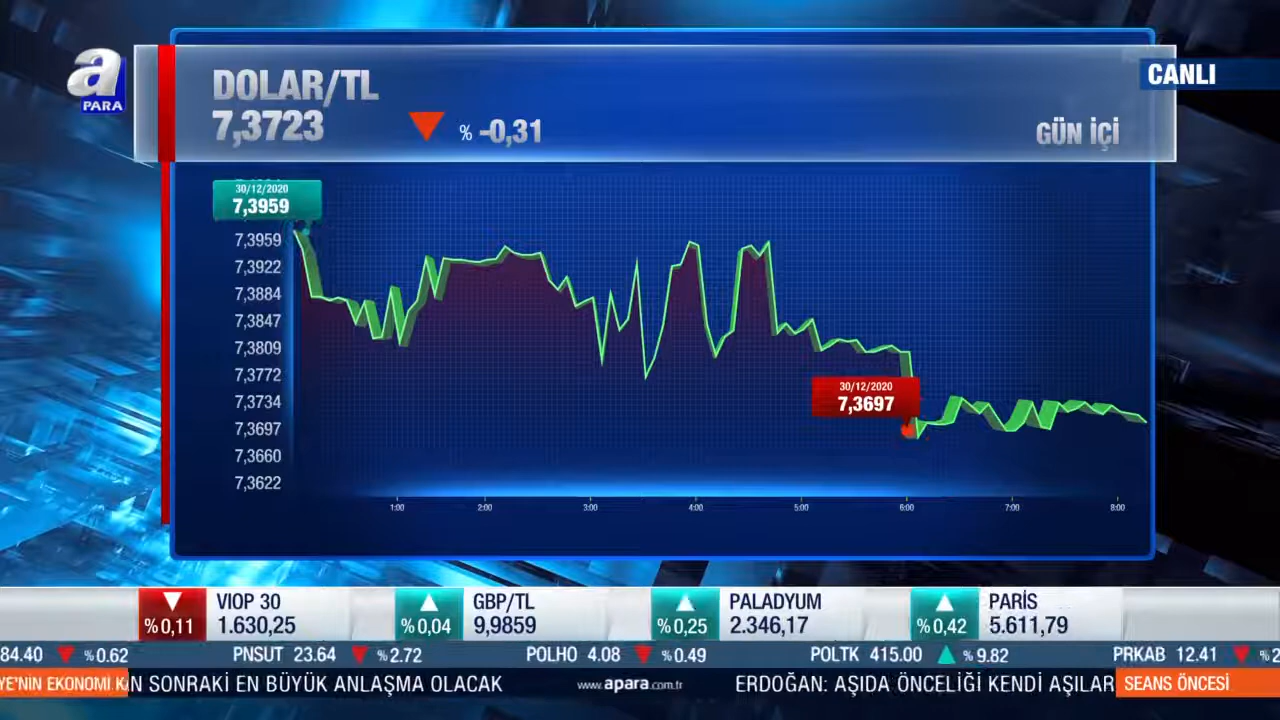 a
PARA
DOLAR/TL
7,3723
% -0,31
GÜN İÇİ
CANLI
30/12/2020
7,3959
7,3959
7,3922
7,3884
7,3847
7,3809
7,3772
7,3734
7,3697
7,3660
7,3622
30/12/2020
7,3697
1:00 2:00 3:00 4:00 5:00 6:00 7:00 8:00
%0,11 VIOP 30 1.630,25
%0,04 GBP/TL 9,9859
%0,25 PALADYUM 2.346,17
%0,42 PARİS 5.611,79
84.40 %0.62 PNSUT 23.64 %2.72 POLHO 4.08 %0.49 POLTK 415.00 %9.82 PRKAB 12.41 %2
YE'NİN EKONOMİ KA N SONRAKİ EN BÜYÜK ANLAŞMA OLACAK www.apara.com.tr ERDOĞAN: AŞIDA ÖNCELİĞİ KENDİ AŞILAR SEANS ÖNCESİ